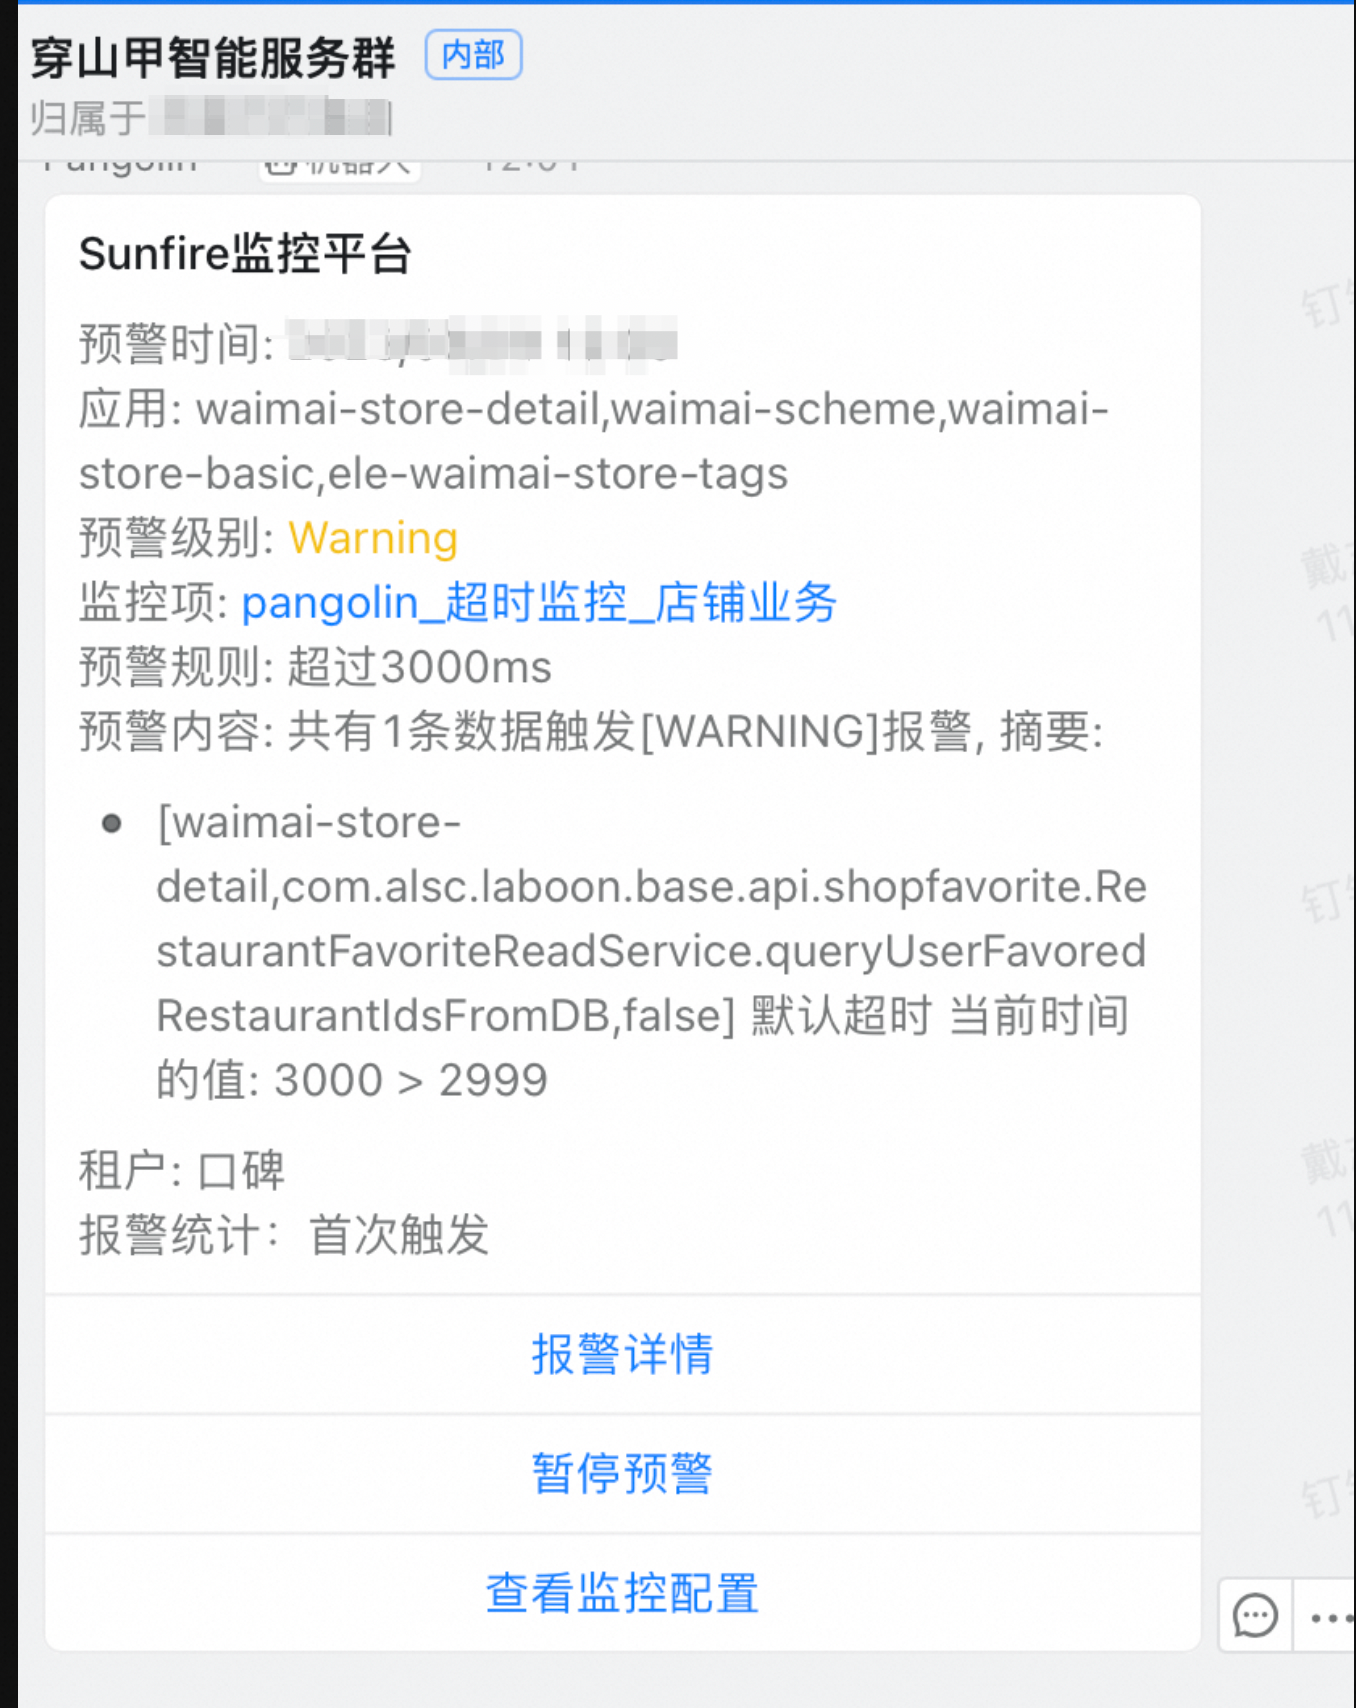 穿山甲智能服务群 内部
归属于
Pangolin 机器人
Sunfire监控平台
预警时间:
应用: waimai-store-detail,waimai-scheme,waimai-
store-basic,ele-waimai-store-tags
预警级别: Warning
监控项: pangolin_超时监控_店铺业务
预警规则: 超过3000ms
预警内容: 共有1条数据触发[WARNING]报警, 摘要:
[waimai-store-
detail,com.alsc.laboon.base.api.shopfavorite.Re
staurantFavoriteReadService.queryUserFavored
RestaurantIdsFromDB,false] 默认超时 当前时间
的值: 3000 > 2999
租户: 口碑
报警统计: 首次触发
报警详情
暂停预警
查看监控配置
钉
戴
11
钉
戴
11
钉